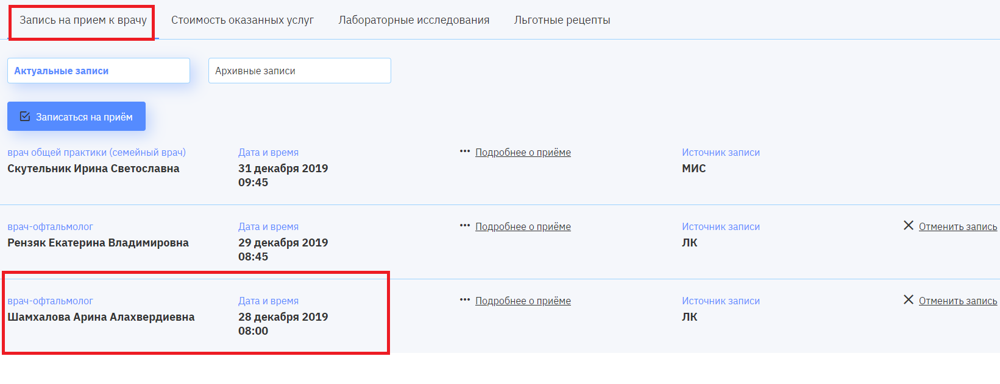 Запись на прием к врачу Стоимость оказанных услуг Лабораторные исследования Льготные рецепты
Актуальные записи Архивные записи
Записаться на приём
врач общей практики (семейный врач) Дата и время ••• Подробнее о приёме Источник записи
Скутельник Ирина Светославна 31 декабря 2019 МИС
09:45
врач-офтальмолог Дата и время ••• Подробнее о приёме Источник записи Отменить запись
Рензяк Екатерина Владимировна 29 декабря 2019 ЛК
08:45
врач-офтальмолог Дата и время ••• Подробнее о приёме Источник записи Отменить запись
Шамхалова Арина Алахвердиевна 28 декабря 2019 ЛК
08:00